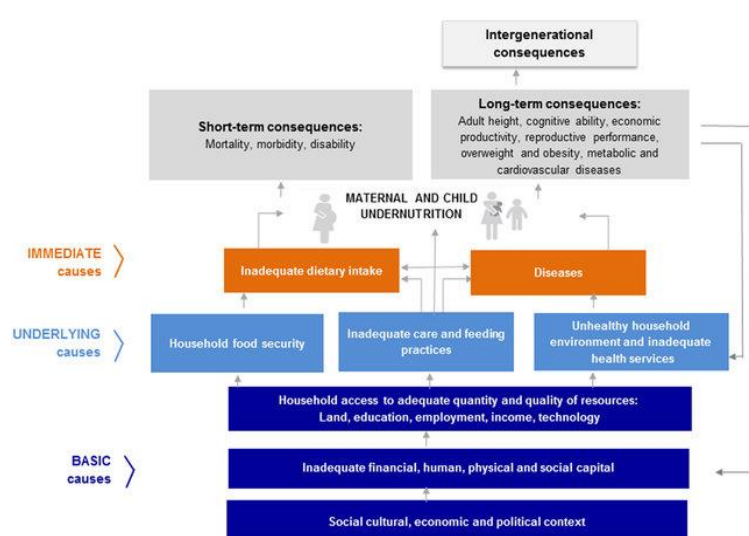 Intergenerational
consequences
Short-term consequences:
Mortality, morbidity, disability
Long-term consequences:
Adult height, cognitive ability, economic
productivity, reproductive performance,
overweight and obesity, metabolic and
cardiovascular diseases
MATERNAL AND CHILD
UNDERNUTRITION
IMMEDIATE
causes
Inadequate dietary intake
Diseases
UNDERLYING
causes
Household food security
Inadequate care and feeding
practices
Unhealthy household
environment and inadequate
health services
Household access to adequate quantity and quality of resources:
Land, education, employment, income, technology
BASIC
causes
Inadequate financial, human, physical and social capital
Social cultural, economic and political context